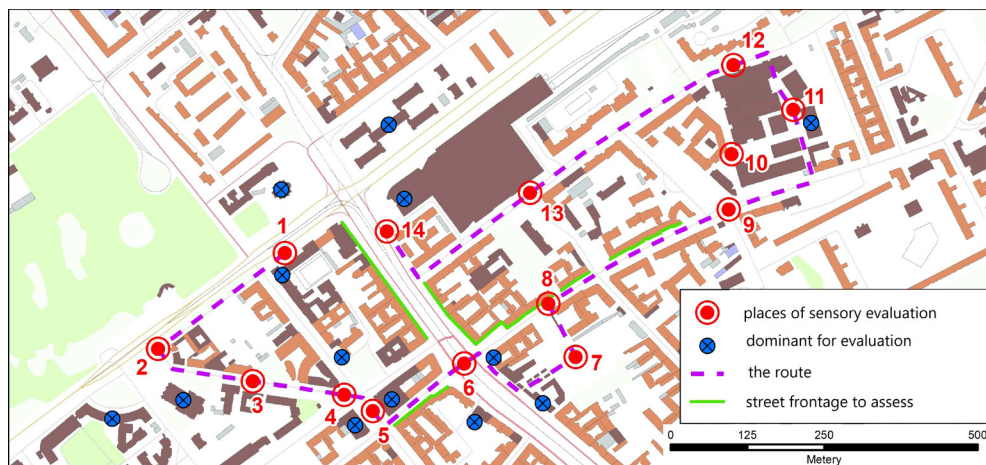 12
11
10
1
14
13
9
8
2
7
6
3
4
5
places of sensory evaluation
dominant for evaluation
the route
street frontage to assess
0 125 250 500
Metery